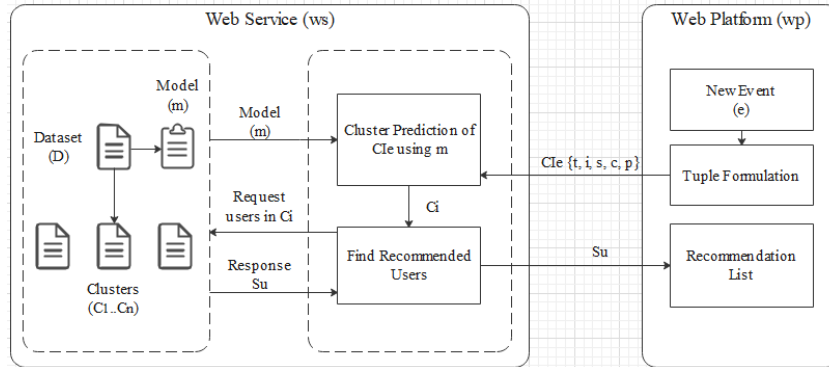 Web Service (ws)
Web Platform (wp)
Model
(m)
Dataset
(D)
Model
(m)
Cluster Prediction of
CIe using m
New Event
(e)
CIe {t, i, s, c, p}
Tuple Formulation
Request
users in Ci
Ci
Response
Su
Find Recommended
Users
Su
Recommendation
List
Clusters
(C1..Cn)